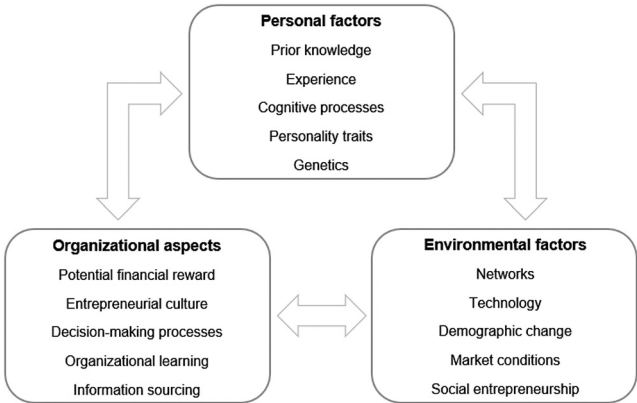 Personal factors
Prior knowledge
Experience
Cognitive processes
Personality traits
Genetics
Organizational aspects
Potential financial reward
Entrepreneurial culture
Decision-making processes
Organizational learning
Information sourcing
Environmental factors
Networks
Technology
Demographic change
Market conditions
Social entrepreneurship